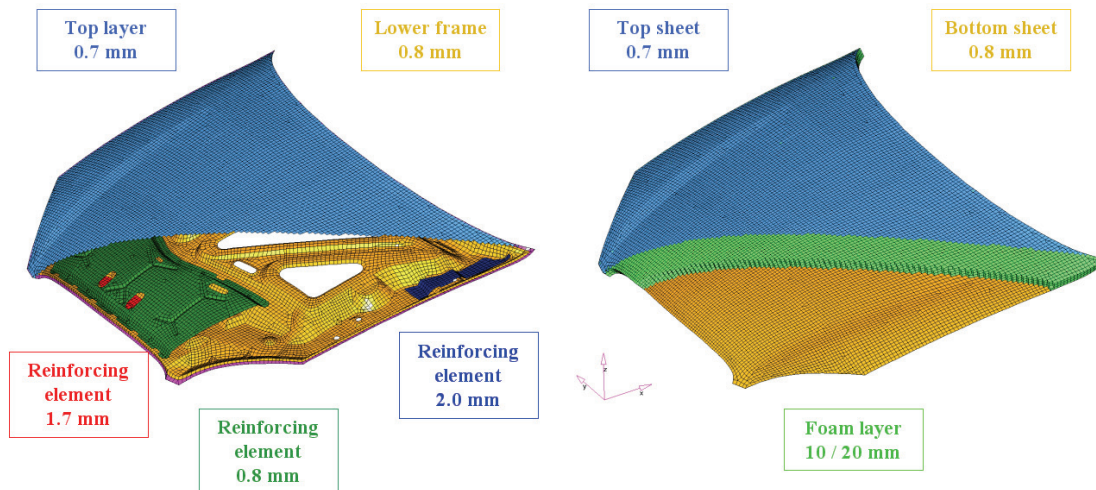 Top layer
0.7 mm
Lower frame
0.8 mm
Top sheet
0.7 mm
Bottom sheet
0.8 mm
Reinforcing
element
1.7 mm
Reinforcing
element
0.8 mm
Reinforcing
element
2.0 mm
z
y
x
Foam layer
10 / 20 mm